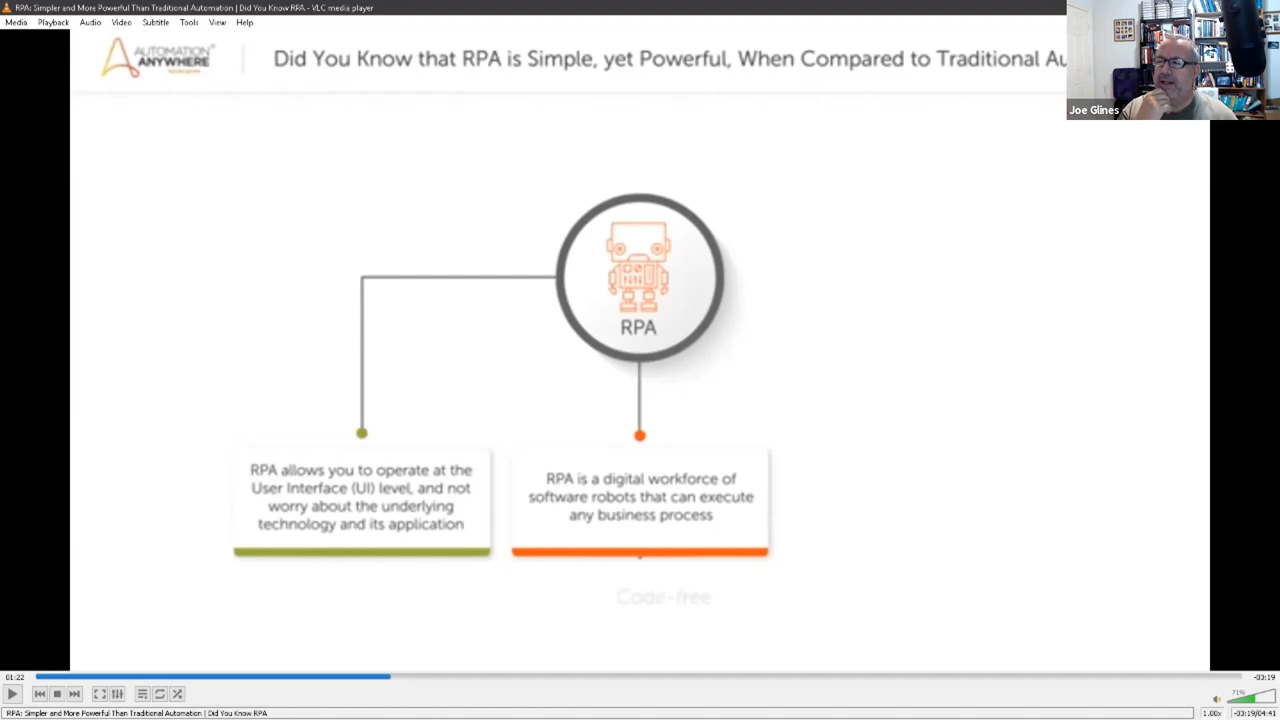 RPA: Simpler and More Powerful Than Traditional Automation | Did You Know RPA - VLC media player
Media Playback Audio Video Subtitle Tools View Help
AUTOMATION
ANYWHERE
Did You Know that RPA is Simple, yet Powerful, When Compared to Traditional Au
Joe Glines
RPA
RPA allows you to operate at the
User Interface (UI) level, and not
worry about the underlying
technology and its application
RPA is a digital workforce of
software robots that can execute
any business process
Code-free
01:22
-03:19
71%
RPA: Simpler and More Powerful Than Traditional Automation | Did You Know RPA
1.00x
-03:19/04:41